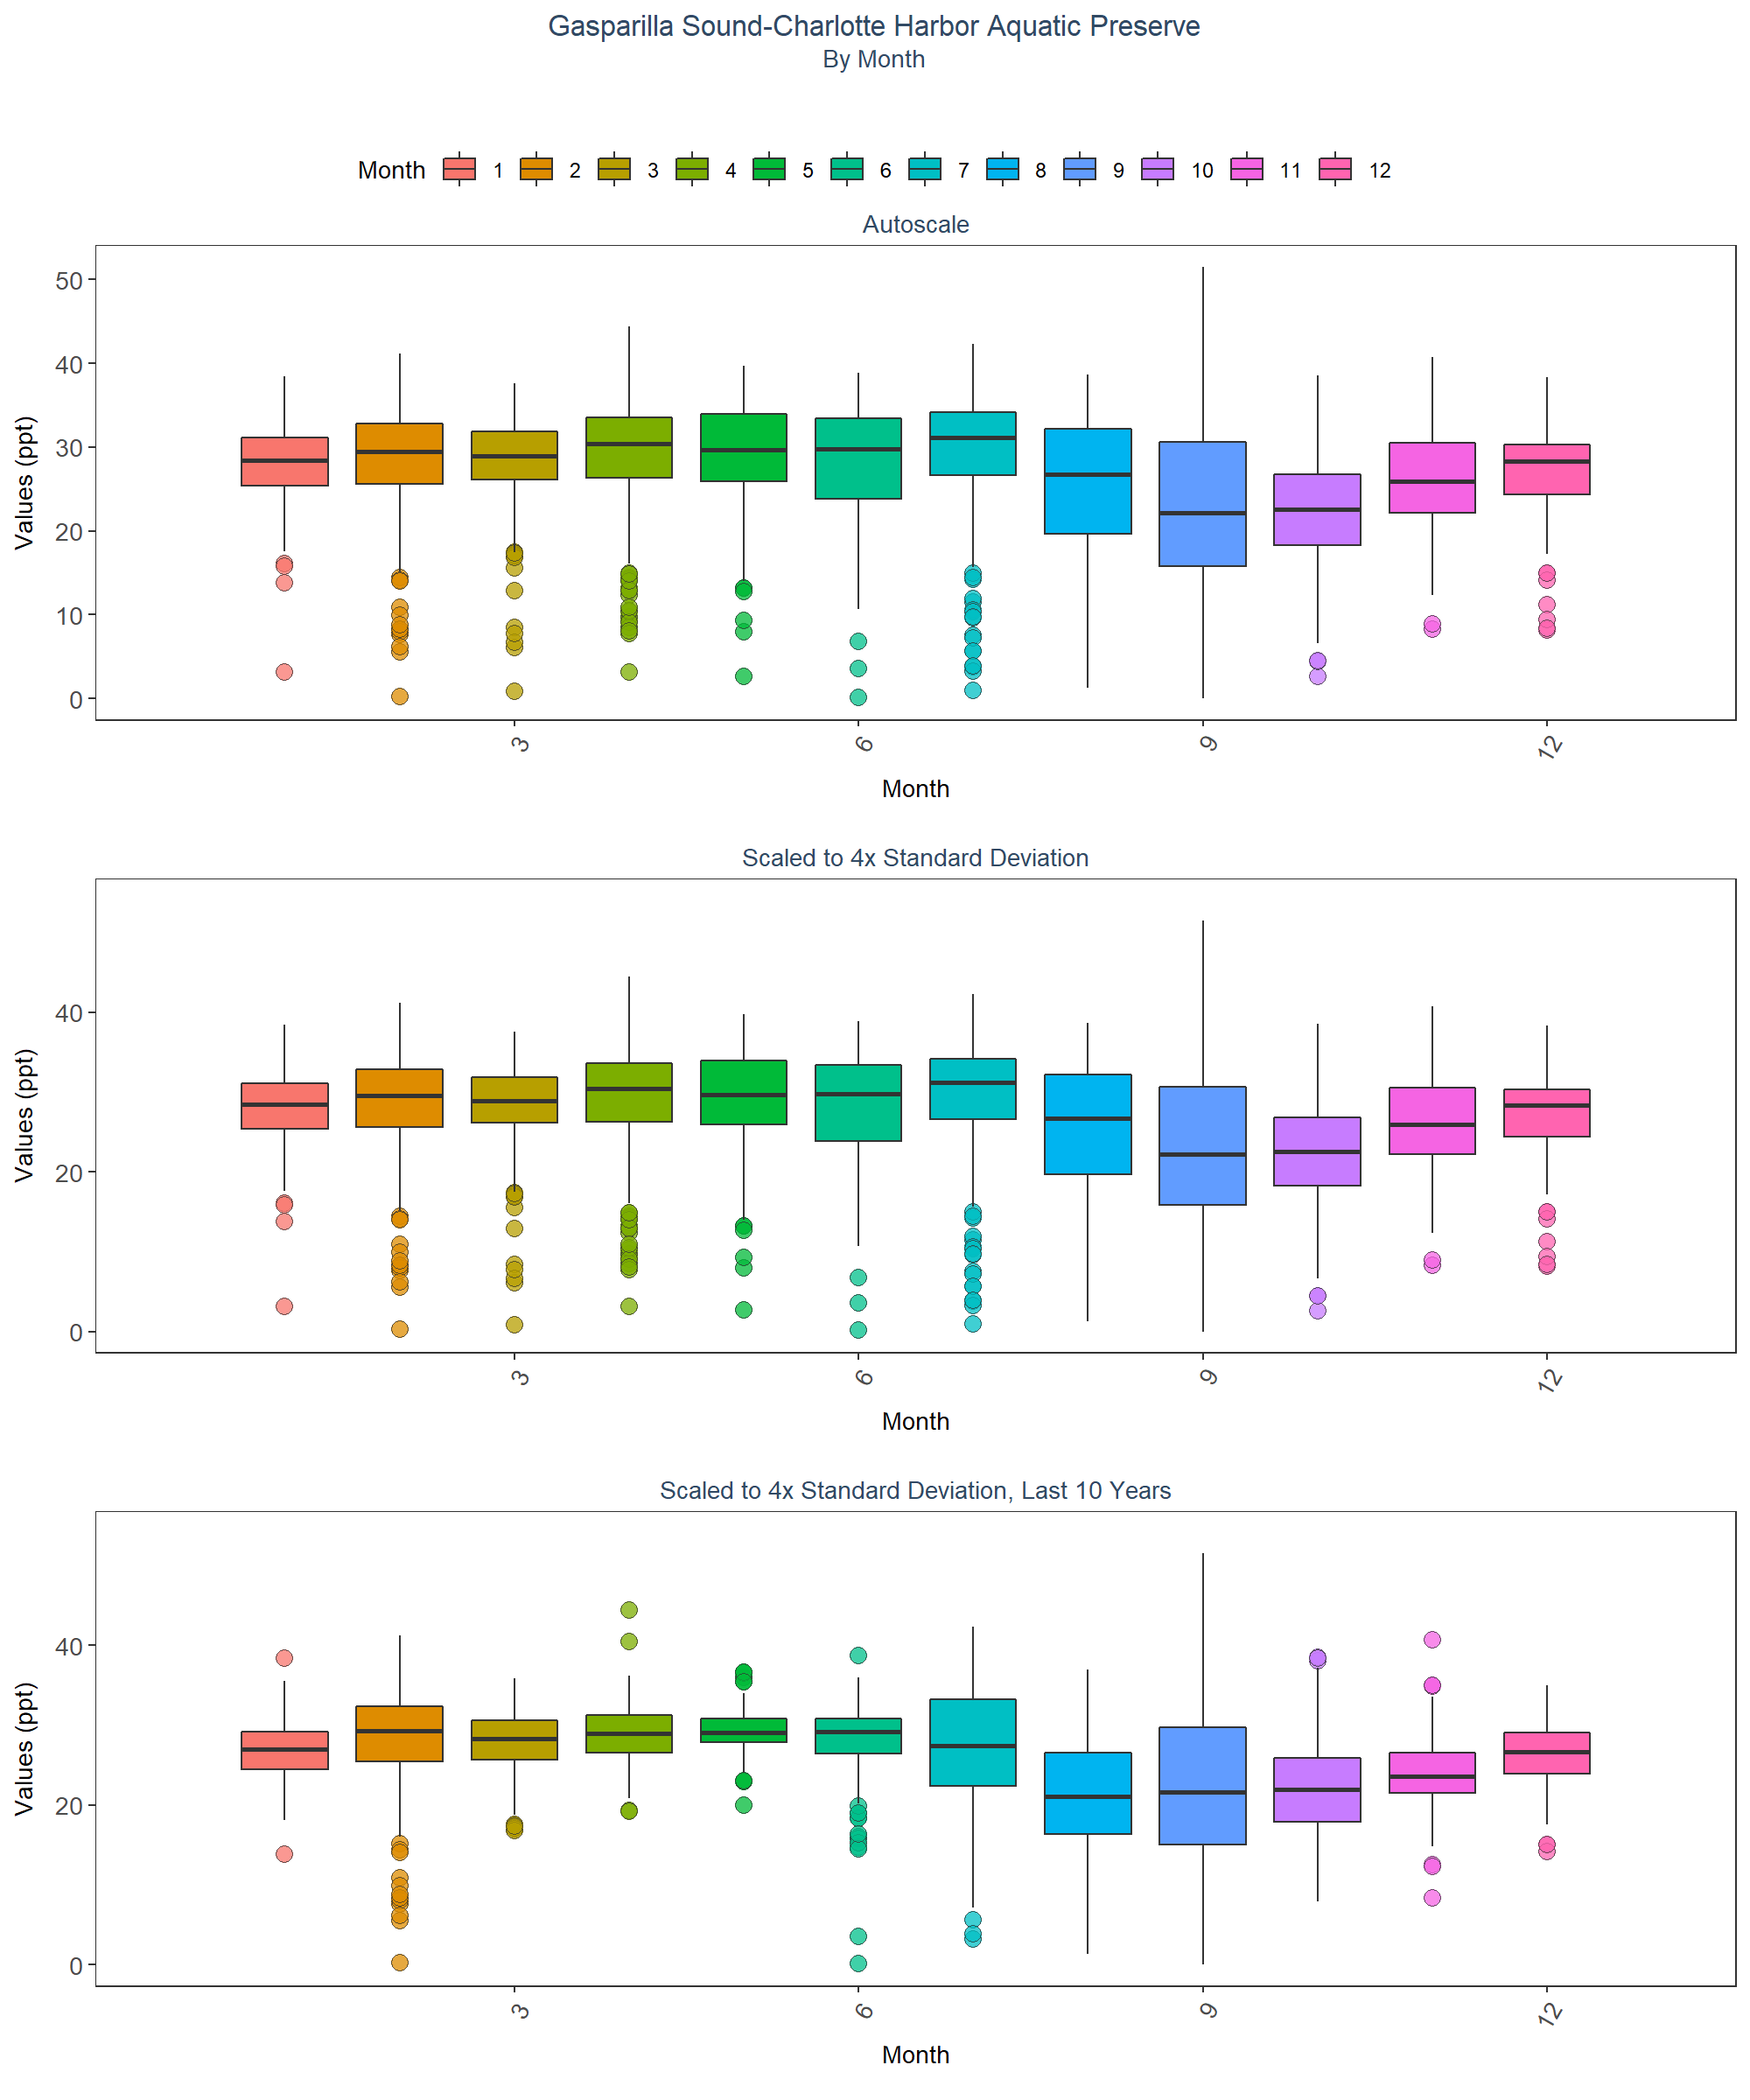 Gasparilla Sound-Charlotte Harbor Aquatic Preserve
By Month
Month 1 2 3 4 5 6 7 8 9 10 11 12
Autoscale
Values (ppt)
50
40
30
20
10
0
3 6 9 12
Month
Scaled to 4x Standard Deviation
Values (ppt)
40
20
0
3 6 9 12
Month
Scaled to 4x Standard Deviation, Last 10 Years
Values (ppt)
40
20
0
3 6 9 12
Month